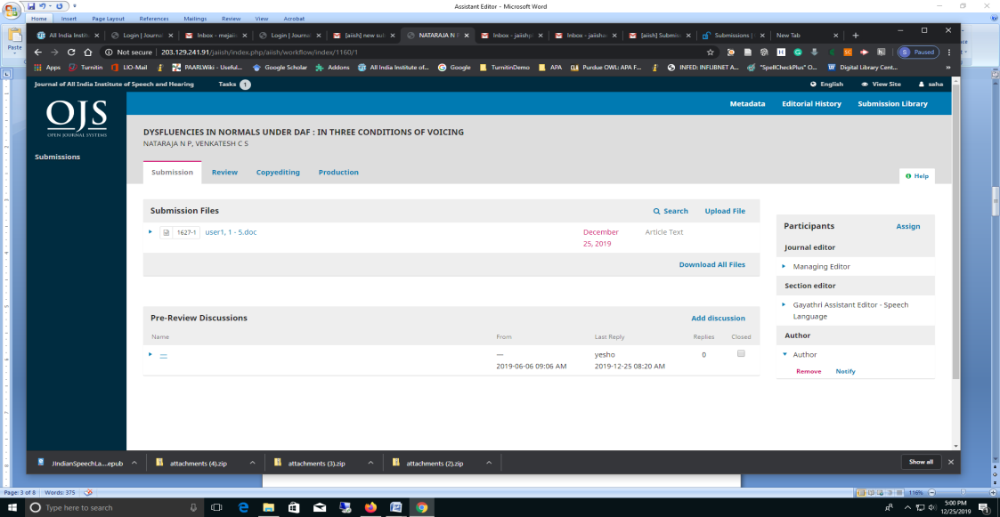 Assistant Editor - Microsoft Word
Home Insert Page Layout References Mailings Review View Acrobat
Paste
All India Institu Login | Journal Inbox - mejain Login | Journal [aiish] new sub NATARAJA N P Inbox - jaiishp Inbox - jaiishar [aiish] Submiss Submissions | New Tab
Not secure | 203.129.241.91/jaiish/index.php/aiish/workflow/index/1160/1
Paused
Apps Turnitin LIO-Mail PAARLWiki - Useful... Google Scholar Addons All India Institute of... Google TurnitinDemo APA Purdue OWL: APA F... INFED: INFLIBNET A... "SpellCheckPlus" O... Digital Library Cent...
Journal of All India Institute of Speech and Hearing Tasks 1 English View Site saha
OJS
OPEN JOURNAL SYSTEMS
Submissions
Metadata Editorial History Submission Library
DYSFLUENCIES IN NORMALS UNDER DAF : IN THREE CONDITIONS OF VOICING
NATARAJA N P, VENKATESH C S
Submission Review Copyediting Production
Help
Submission Files Search Upload File
1627-1 user1, 1 - 5.doc December 25, 2019 Article Text
Download All Files
Pre-Review Discussions Add discussion
Name From Last Reply Replies Closed
— — yesho 0
2019-06-06 09:06 AM 2019-12-25 08:20 AM
Participants Assign
Journal editor
Managing Editor
Section editor
Gayathri Assistant Editor - Speech
Language
Author
Author
Remove Notify
JIndianSpeechLa....epub attachments (4).zip attachments (3).zip attachments (2).zip Show all
Page: 3 of 8 Words: 375 116%
Type here to search
5:00 PM
12/25/2019